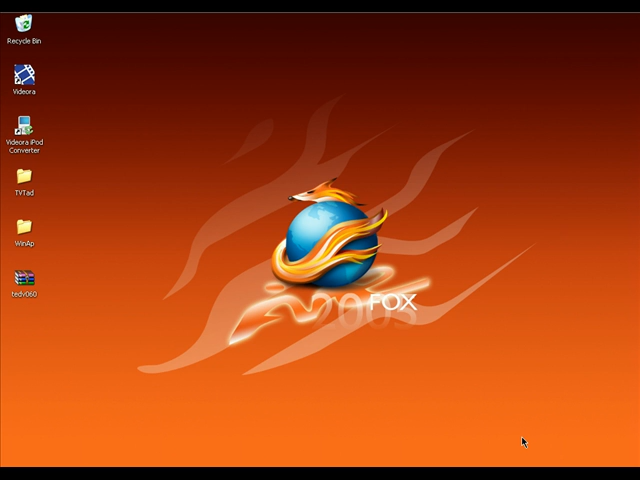 Recycle Bin
Videora
Videora iPod
Converter
TVTad
WinAp
tedv060
FOX
2005